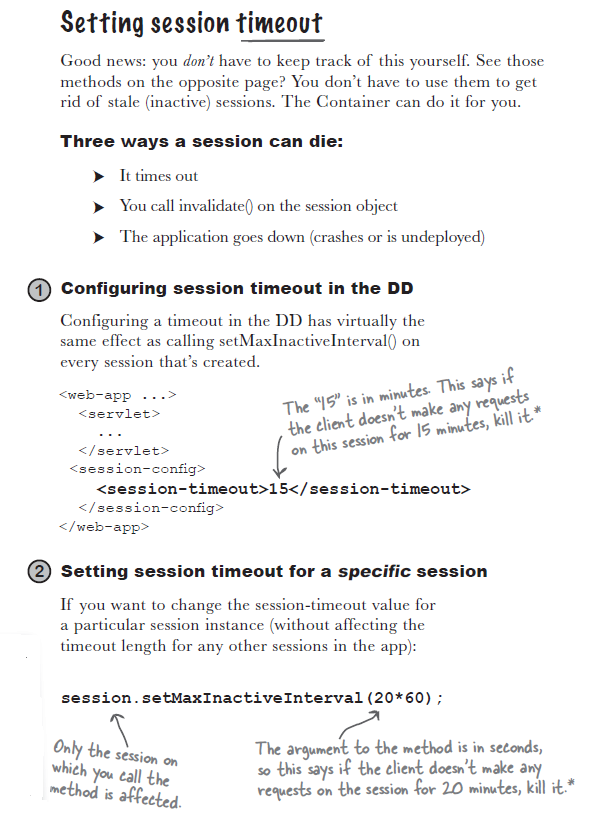 Setting session timeout
Good news: you don't have to keep track of this yourself. See those
methods on the opposite page? You don't have to use them to get
rid of stale (inactive) sessions. The Container can do it for you.
Three ways a session can die:
➤ It times out
➤ You call invalidate() on the session object
➤ The application goes down (crashes or is undeployed)
1 Configuring session timeout in the DD
Configuring a timeout in the DD has virtually the
same effect as calling setMaxInactiveInterval() on
every session that's created.
<web-app ...>
<servlet>
...
</servlet>
<session-config>
<session-timeout>15</session-timeout>
</session-config>
</web-app>
The "15" is in minutes. This says if
the client doesn't make any requests
on this session for 15 minutes, kill it.*
2 Setting session timeout for a specific session
If you want to change the session-timeout value for
a particular session instance (without affecting the
timeout length for any other sessions in the app):
session.setMaxInactiveInterval(20*60);
Only the session on
which you call the
method is affected.
The argument to the method is in seconds,
so this says if the client doesn't make any
requests on the session for 20 minutes, kill it.*